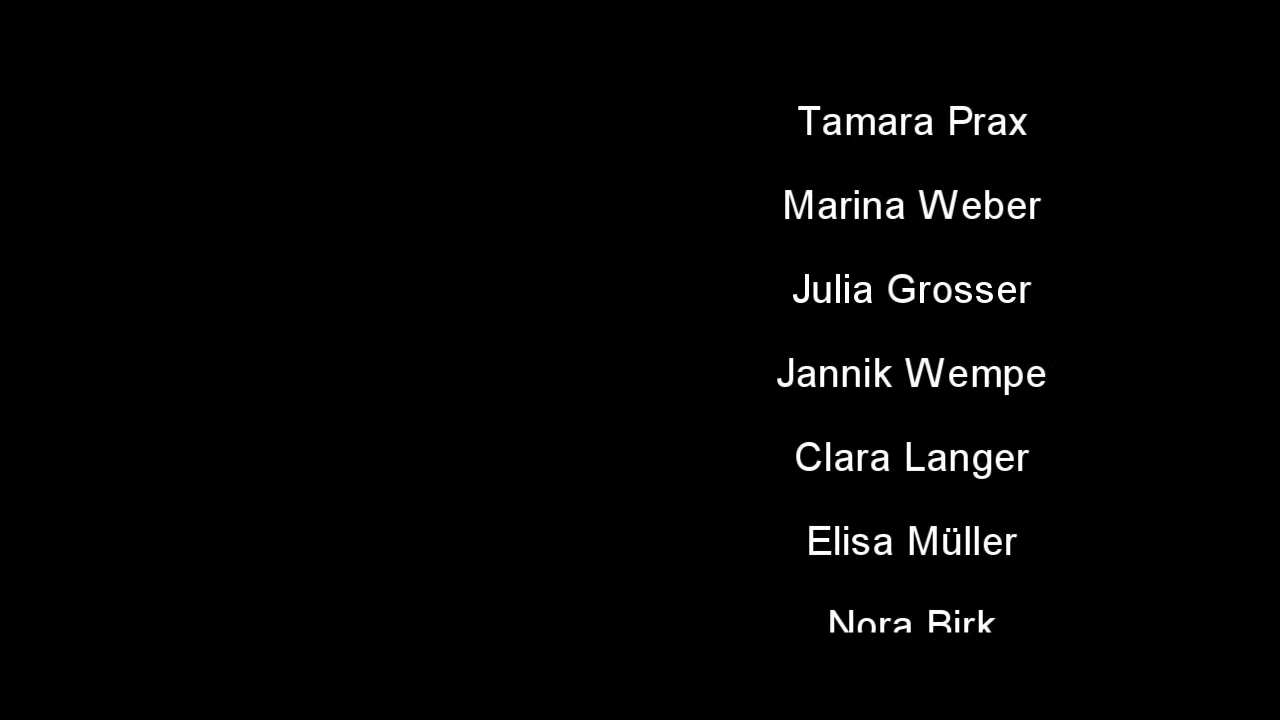 Tamara Prax
Marina Weber
Julia Grosser
Jannik Wempe
Clara Langer
Elisa Müller
Nora Birk